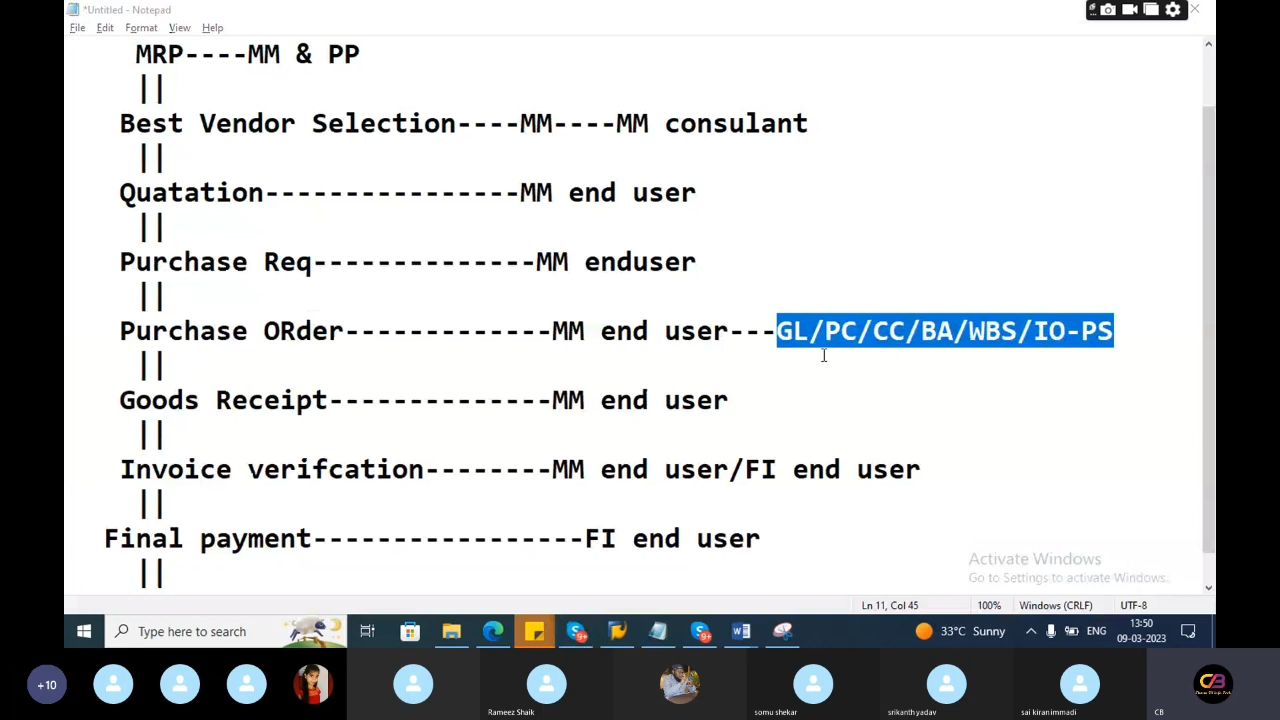 *Untitled - Notepad
File Edit Format View Help
MRP----MM & PP
||
Best Vendor Selection----MM----MM consulant
||
Quatation----------------MM end user
||
Purchase Req--------------MM enduser
||
Purchase ORder-------------MM end user---GL/PC/CC/BA/WBS/IO-PS
||
Goods Receipt--------------MM end user
||
Invoice verifcation--------MM end user/FI end user
||
Final payment-----------------FI end user
||
Activate Windows
Go to Settings to activate Windows.
Ln 11, Col 45 100% Windows (CRLF) UTF-8
Type here to search 33°C Sunny ENG 13:50
09-03-2023
+10 CB
Rameez Shaik somu shekar srikanth yadav sai kiran immadi CB